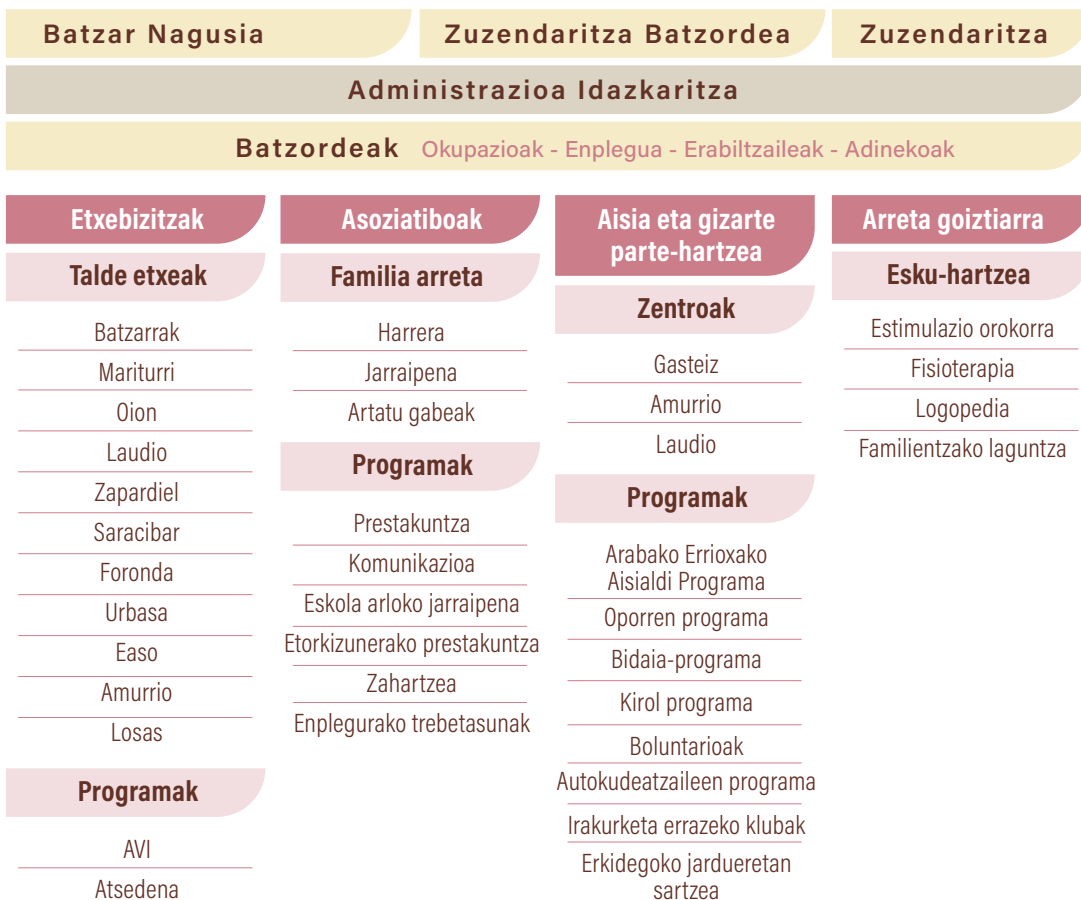 Batzar Nagusia
Zuzendaritza Batzordea
Zuzendaritza
Administrazioa Idazkaritza
Batzordeak Okupazioak - Enplegua - Erabiltzaileak - Adinekoak
Etxebizitzak
Talde etxeak
Batzarrak
Mariturri
Oion
Laudio
Zapardiel
Saracibar
Foronda
Urbasa
Easo
Amurrio
Losas
Programak
AVI
Atsedena
Asoziatiboak
Familia arreta
Harrera
Jarraipena
Artatu gabeak
Programak
Prestakuntza
Komunikazioa
Eskola arloko jarraipena
Etorkizunerako prestakuntza
Zahartzea
Enplegurako trebetasunak
Aisia eta gizarte
parte-hartzea
Zentroak
Gasteiz
Amurrio
Laudio
Programak
Arabako Errioxako
Aisialdi Programa
Oporren programa
Bidaia-programa
Kirol programa
Boluntarioak
Autokudeatzaileen programa
Irakurketa errazeko klubak
Erkidegoko jardueretan
sartzea
Arreta goiztiarra
Esku-hartzea
Estimulazio orokorra
Fisioterapia
Logopedia
Familientzako laguntza